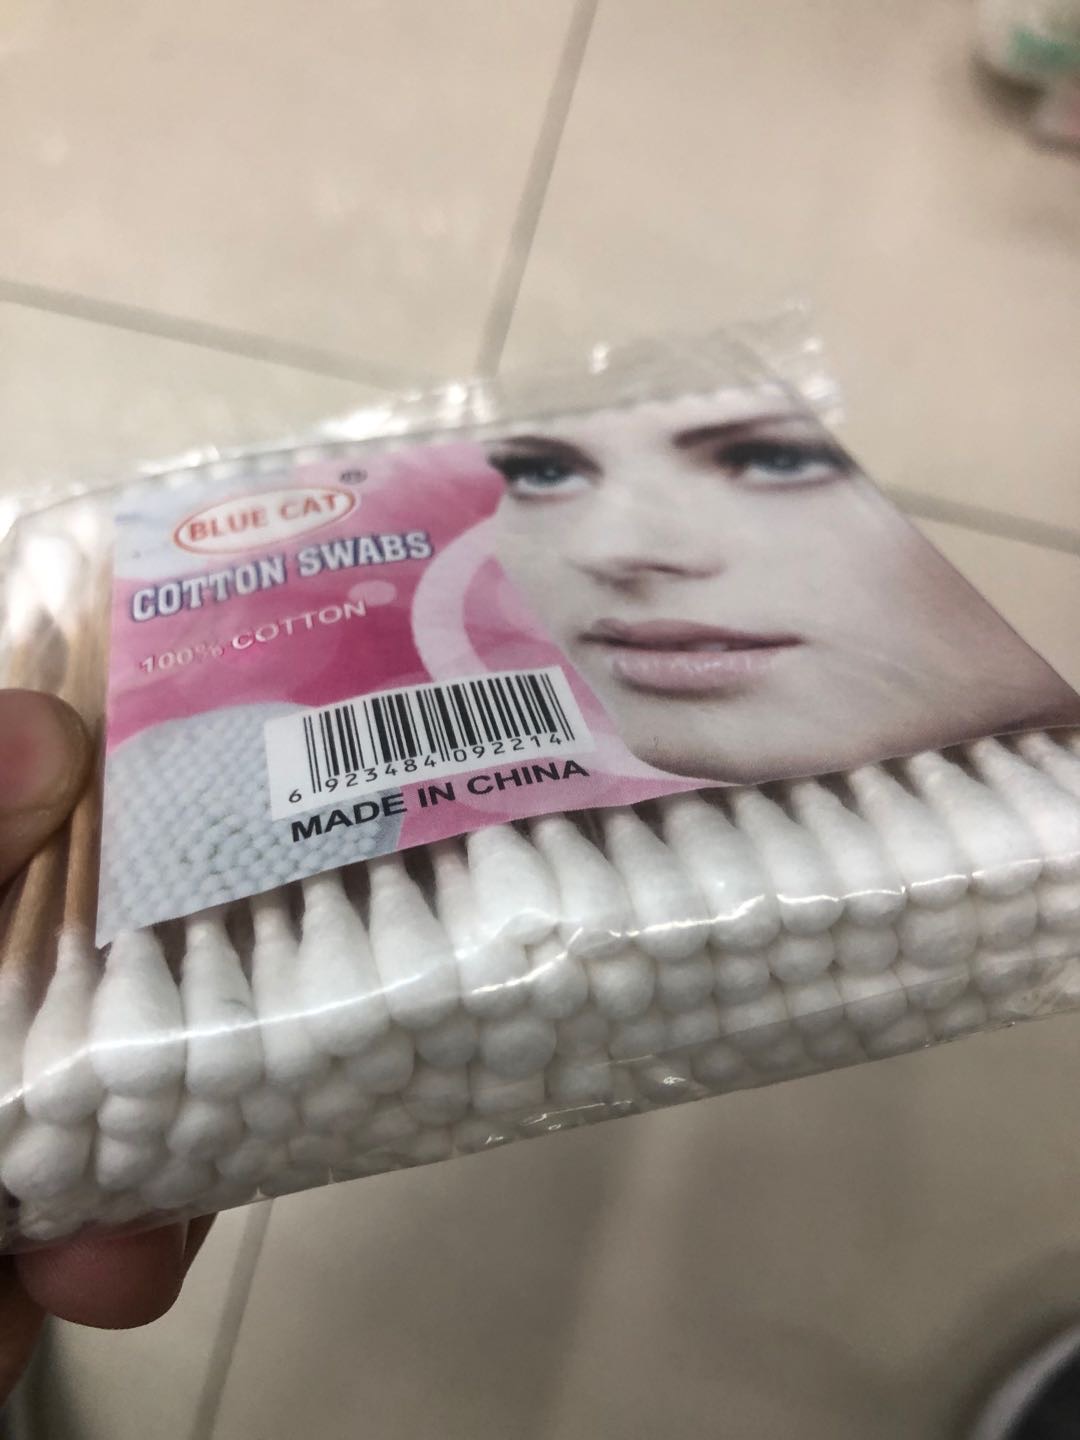 BLUE CAT ®
COTTON SWABS
100% COTTON
6 923484 092214
MADE IN CHINA